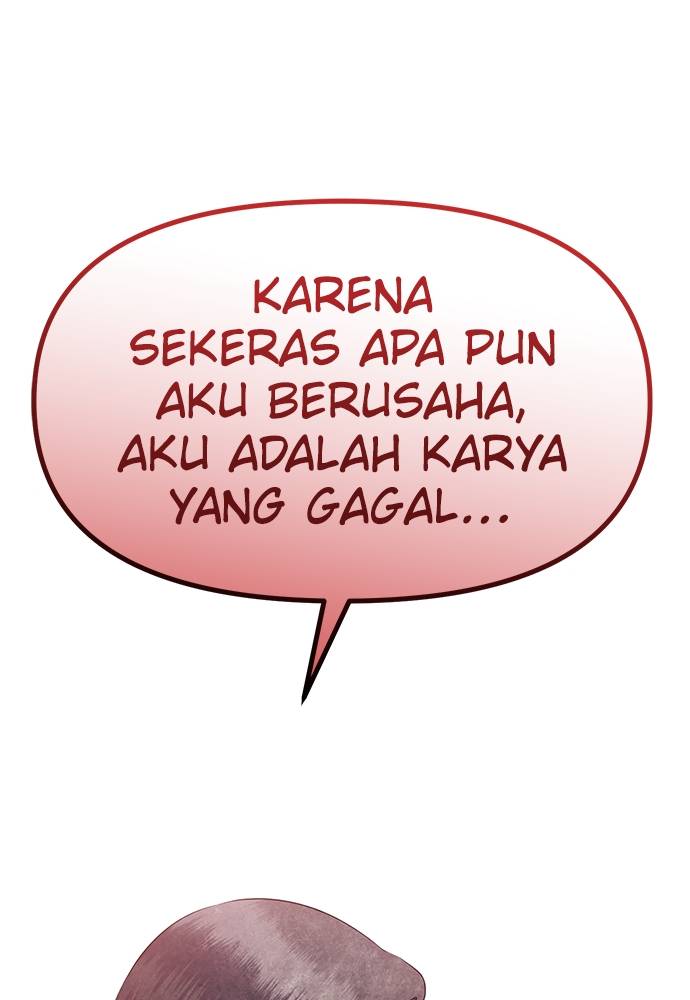 KARENA
SEKERAS APA PUN
AKU BERUSAHA,
AKU ADALAH KARYA
YANG GAGAL...